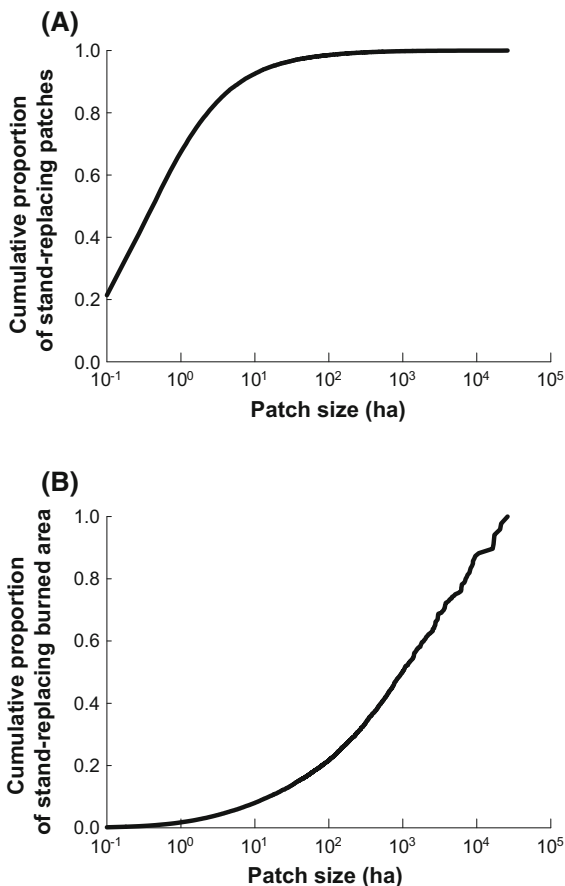 (A)
1.0
0.8
0.6
0.4
0.2
0.0
Cumulative proportion
of stand-replacing patches
10⁻¹ 10⁰ 10¹ 10² 10³ 10⁴ 10⁵
Patch size (ha)
(B)
1.0
0.8
0.6
0.4
0.2
0.0
Cumulative proportion
of stand-replacing burned area
10⁻¹ 10⁰ 10¹ 10² 10³ 10⁴ 10⁵
Patch size (ha)